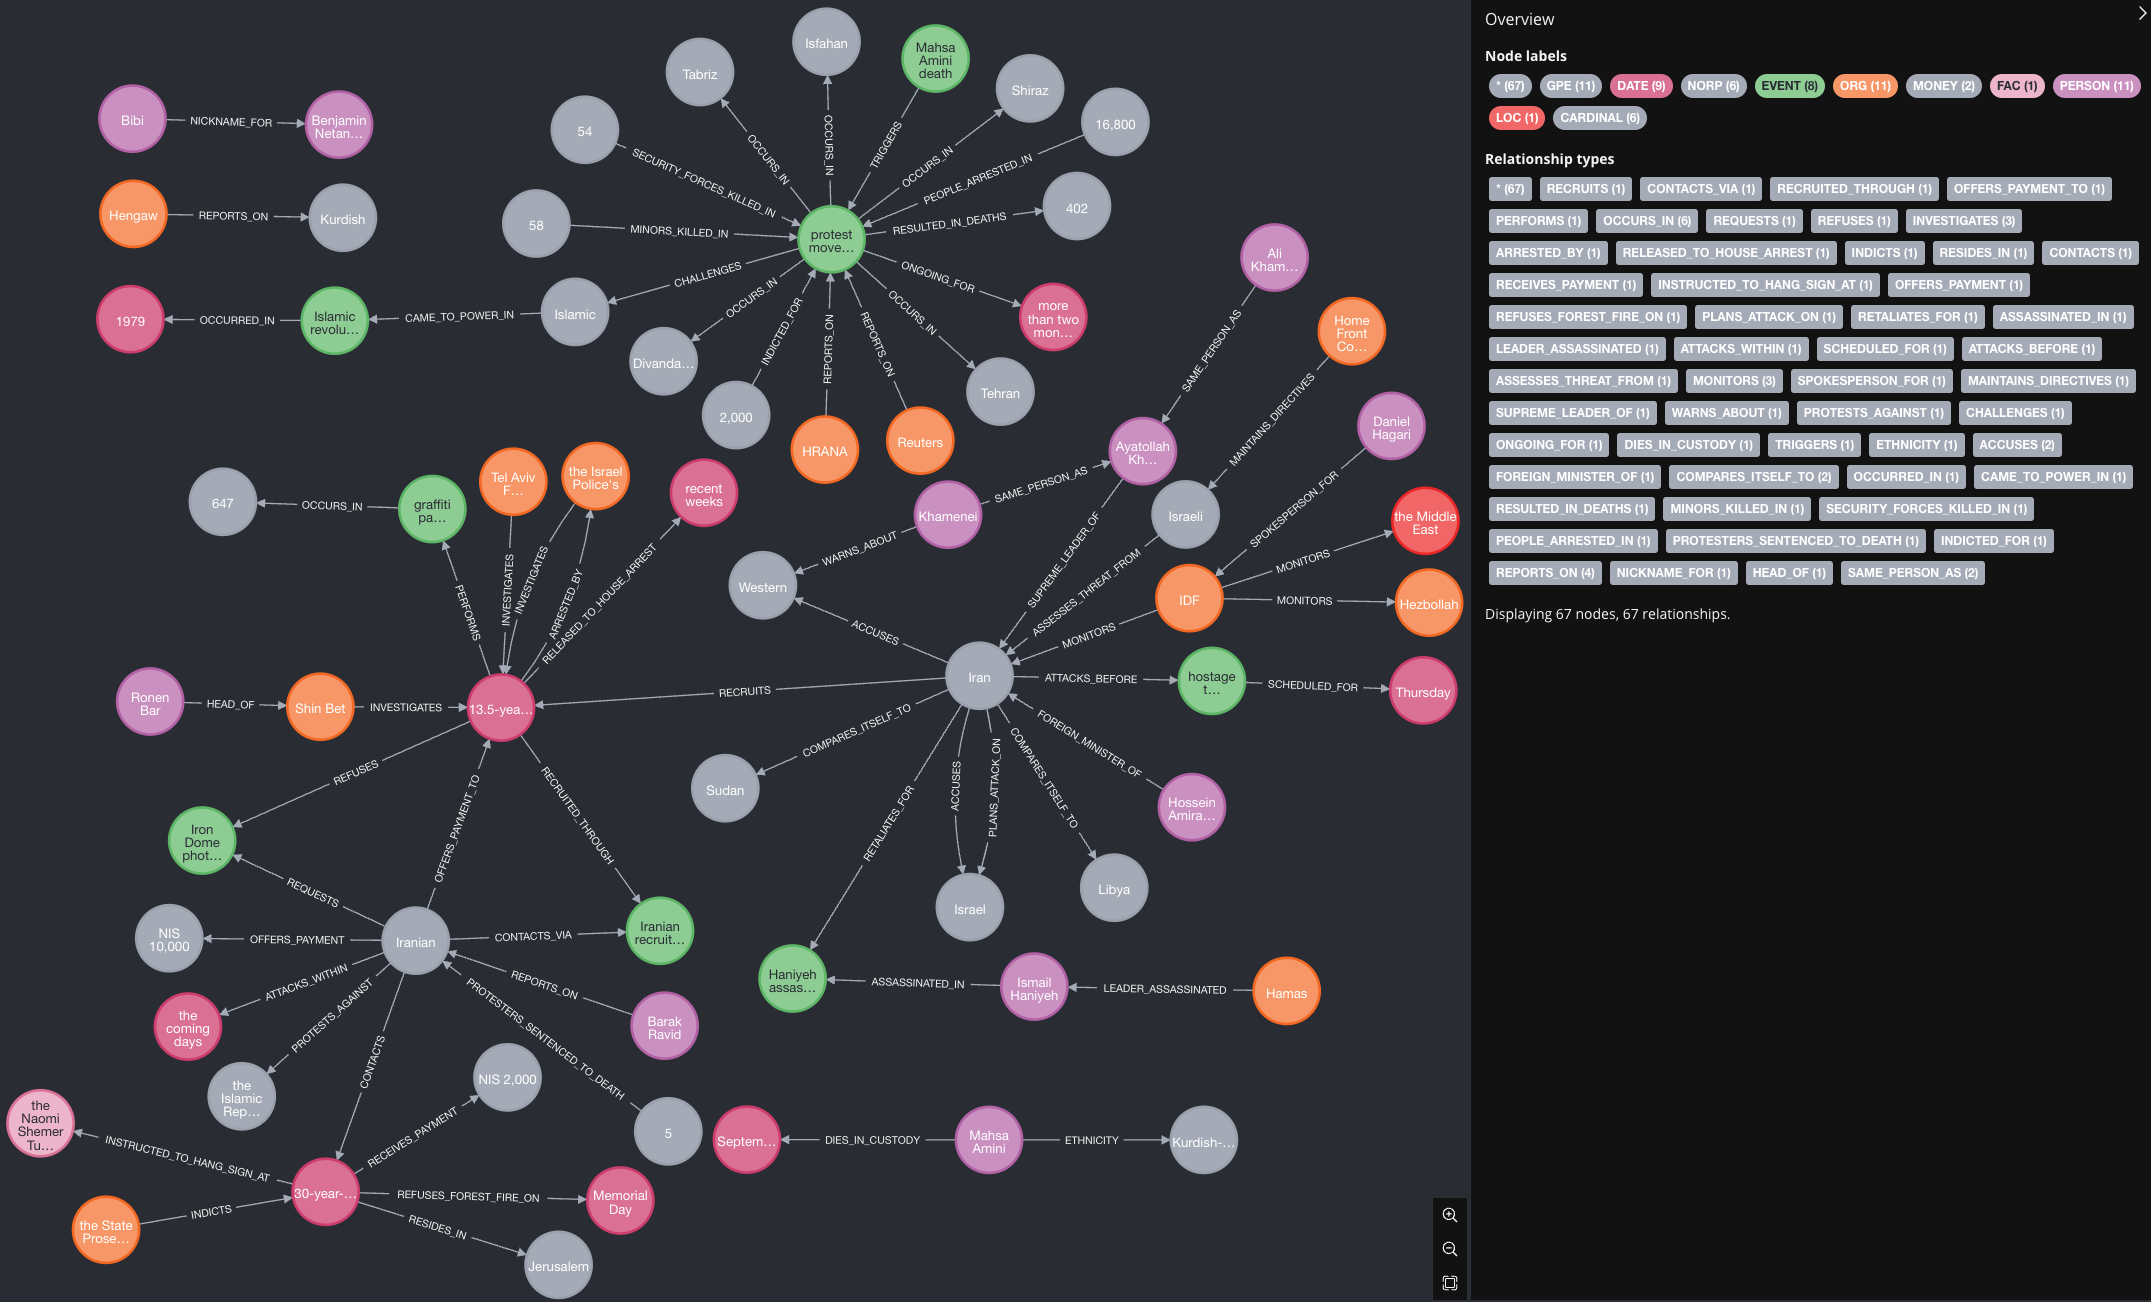 Bibi
NICKNAME_FOR
Benjamin
Netan…
Hengaw
REPORTS_ON
Kurdish
1979
OCCURRED_IN
Islamic
revolu…
CAME_TO_POWER_IN
Islamic
CHALLENGES
Isfahan
Tabriz
Mahsa
Amini
death
Shiraz
16,800
54
58
402
OCCURS_IN
OCCURS_IN
TRIGGERS
OCCURS_IN
PEOPLE_ARRESTED_IN
SECURITY_FORCES_KILLED_IN
MINORS_KILLED_IN
RESULTED_IN_DEATHS
protest
move…
ONGOING_FOR
more
than two
mon…
OCCURS_IN
Divanda…
INDICTED_FOR
2,000
REPORTS_ON
HRANA
REPORTS_ON
Reuters
OCCURS_IN
Tehran
Ali
Kham…
SAME_PERSON_AS
Home
Front
Co…
MAINTAINS_DIRECTIVES
Daniel
Hagari
SPOKESPERSON_FOR
Ayatollah
Kh…
SAME_PERSON_AS
Khamenei
WARNS_ABOUT
Western
Israeli
SUPREME_LEADER_OF
ASSESSES_THREAT_FROM
the Middle
East
MONITORS
IDF
MONITORS
Hezbollah
MONITORS
ACCUSES
Iran
ATTACKS_BEFORE
hostage
t…
SCHEDULED_FOR
Thursday
647
OCCURS_IN
graffiti
pa…
Tel Aviv
F…
the Israel
Police's
recent
weeks
PERFORMS
INVESTIGATES
INVESTIGATES
ARRESTED_BY
RELEASED_TO_HOUSE_ARREST
RECRUITS
Ronen
Bar
HEAD_OF
Shin Bet
INVESTIGATES
13.5-yea…
REFUSES
Iron
Dome
phot…
OFFERS_PAYMENT_TO
RECRUITED_THROUGH
COMPARES_ITSELF_TO
Sudan
RETALIATES_FOR
ACCUSES
PLANS_ATTACK_ON
Israel
COMPARES_ITSELF_TO
Libya
FOREIGN_MINISTER_OF
Hossein
Amira…
REQUESTS
NIS
10,000
OFFERS_PAYMENT
Iranian
CONTACTS_VIA
Iranian
recruit…
ATTACKS_WITHIN
the
coming
days
PROTESTS_AGAINST
the
Islamic
Rep…
REPORTS_ON
Barak
Ravid
PROTESTERS_SENTENCED_TO_DEATH
5
CONTACTS
Haniyeh
assas…
ASSASSINATED_IN
Ismail
Haniyeh
LEADER_ASSASSINATED
Hamas
NIS 2,000
RECEIVES_PAYMENT
the
Naomi
Shemer
Tu…
INSTRUCTED_TO_HANG_SIGN_AT
30-year-…
the State
Prose…
INDICTS
REFUSES_FOREST_FIRE_ON
Memorial
Day
RESIDES_IN
Jerusalem
Septem…
DIES_IN_CUSTODY
Mahsa
Amini
ETHNICITY
Kurdish-…
Overview
Node labels
* (67) GPE (11) DATE (9) NORP (6) EVENT (8) ORG (11) MONEY (2) FAC (1) PERSON (11)
LOC (1) CARDINAL (6)
Relationship types
* (67) RECRUITS (1) CONTACTS_VIA (1) RECRUITED_THROUGH (1) OFFERS_PAYMENT_TO (1)
PERFORMS (1) OCCURS_IN (6) REQUESTS (1) REFUSES (1) INVESTIGATES (3)
ARRESTED_BY (1) RELEASED_TO_HOUSE_ARREST (1) INDICTS (1) RESIDES_IN (1) CONTACTS (1)
RECEIVES_PAYMENT (1) INSTRUCTED_TO_HANG_SIGN_AT (1) OFFERS_PAYMENT (1)
REFUSES_FOREST_FIRE_ON (1) PLANS_ATTACK_ON (1) RETALIATES_FOR (1) ASSASSINATED_IN (1)
LEADER_ASSASSINATED (1) ATTACKS_WITHIN (1) SCHEDULED_FOR (1) ATTACKS_BEFORE (1)
ASSESSES_THREAT_FROM (1) MONITORS (3) SPOKESPERSON_FOR (1) MAINTAINS_DIRECTIVES (1)
SUPREME_LEADER_OF (1) WARNS_ABOUT (1) PROTESTS_AGAINST (1) CHALLENGES (1)
ONGOING_FOR (1) DIES_IN_CUSTODY (1) TRIGGERS (1) ETHNICITY (1) ACCUSES (2)
FOREIGN_MINISTER_OF (1) COMPARES_ITSELF_TO (2) OCCURRED_IN (1) CAME_TO_POWER_IN (1)
RESULTED_IN_DEATHS (1) MINORS_KILLED_IN (1) SECURITY_FORCES_KILLED_IN (1)
PEOPLE_ARRESTED_IN (1) PROTESTERS_SENTENCED_TO_DEATH (1) INDICTED_FOR (1)
REPORTS_ON (4) NICKNAME_FOR (1) HEAD_OF (1) SAME_PERSON_AS (2)
Displaying 67 nodes, 67 relationships.